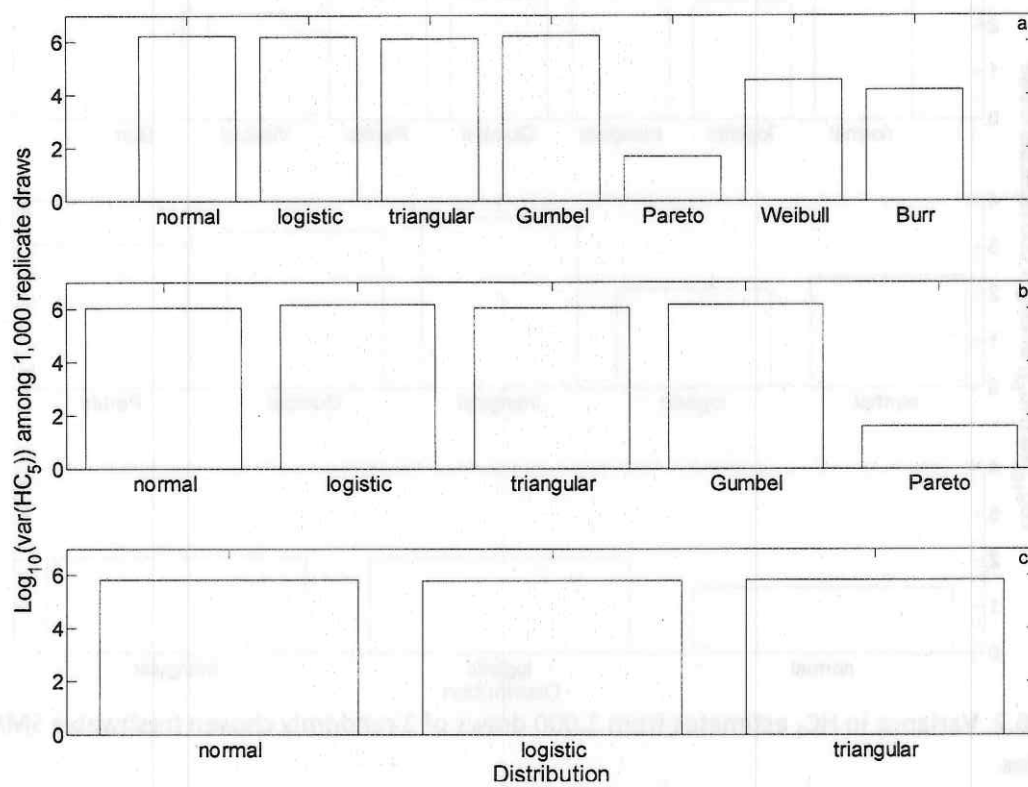 Log10(var(HC5)) among 1,000 replicate draws
a
6
4
2
0
normal logistic triangular Gumbel Pareto Weibull Burr
b
6
4
2
0
normal logistic triangular Gumbel Pareto
c
6
4
2
0
normal logistic triangular
Distribution